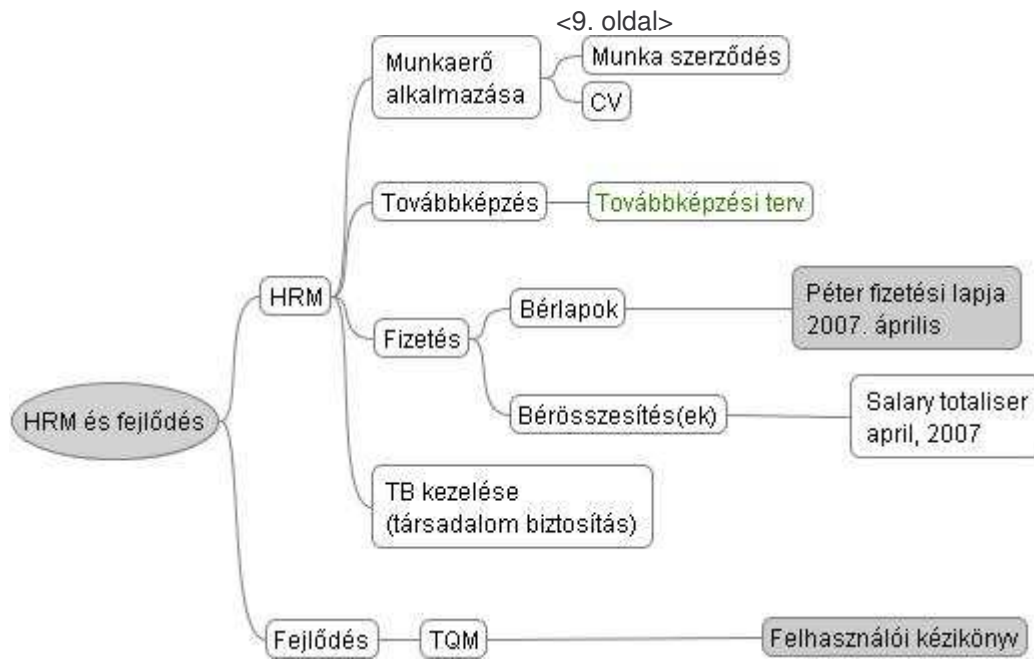 <9. oldal>
Munkaerő
alkalmazása
Munka szerződés
CV
Továbbképzés
Továbbképzési terv
HRM
Fizetés
Bérlapok
Péter fizetési lapja
2007. április
Bérösszesítés(ek)
Salary totaliser
april, 2007
HRM és fejlődés
TB kezelése
(társadalom biztosítás)
Fejlődés
TQM
Felhasználói kézikönyv